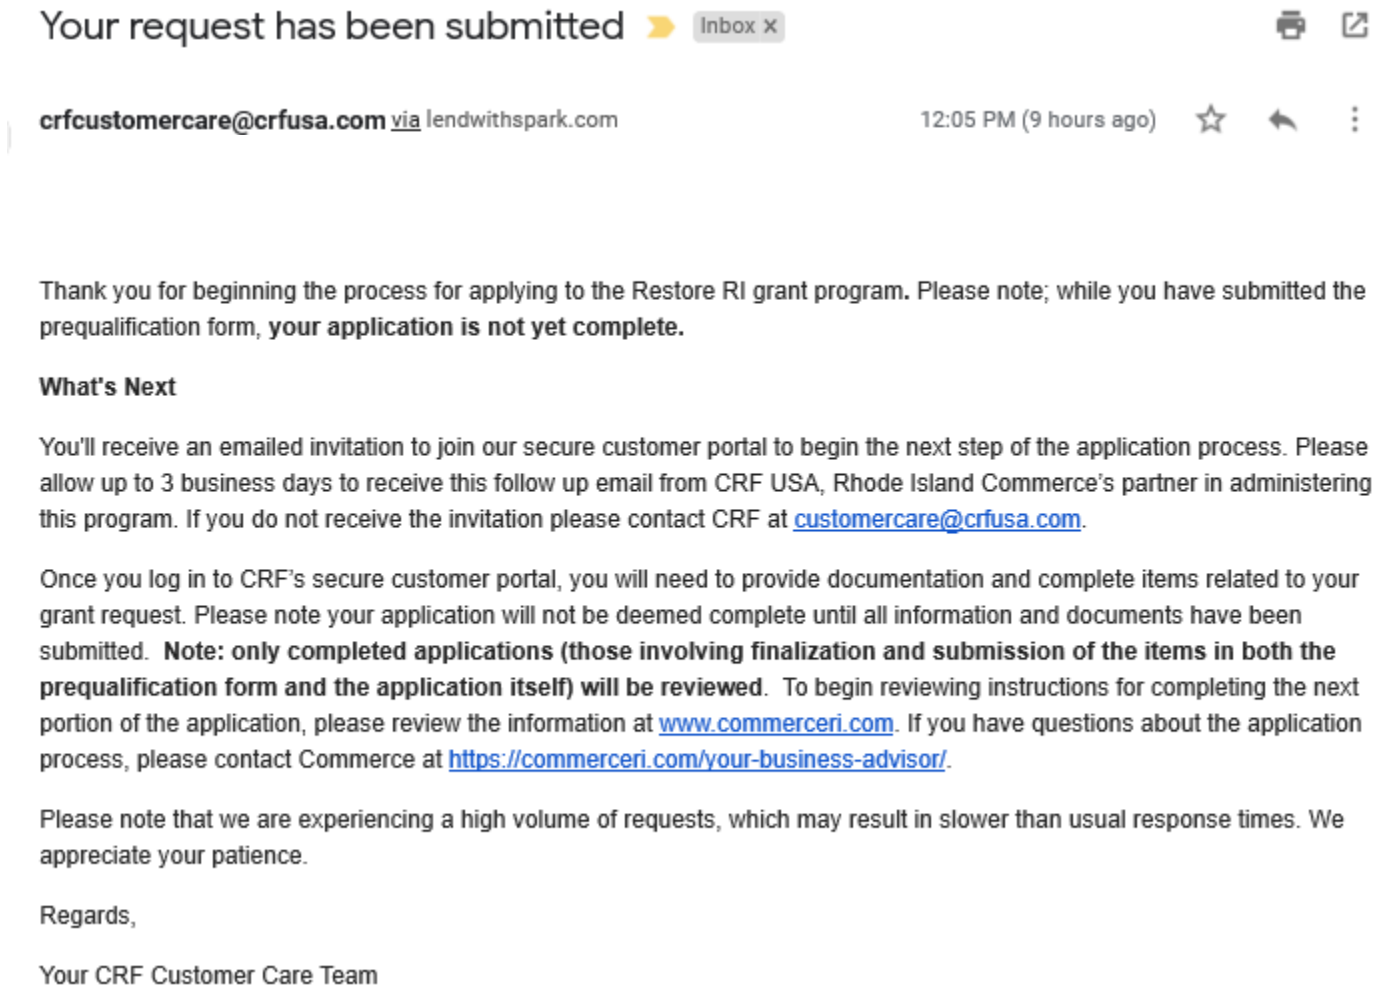 Your request has been submitted Inbox x
crfcustomercare@crfusa.com via lendwithspark.com 12:05 PM (9 hours ago)
Thank you for beginning the process for applying to the Restore RI grant program. Please note; while you have submitted the
prequalification form, your application is not yet complete.
What's Next
You'll receive an emailed invitation to join our secure customer portal to begin the next step of the application process. Please
allow up to 3 business days to receive this follow up email from CRF USA, Rhode Island Commerce's partner in administering
this program. If you do not receive the invitation please contact CRF at customercare@crfusa.com.
Once you log in to CRF's secure customer portal, you will need to provide documentation and complete items related to your
grant request. Please note your application will not be deemed complete until all information and documents have been
submitted.  Note: only completed applications (those involving finalization and submission of the items in both the
prequalification form and the application itself) will be reviewed.  To begin reviewing instructions for completing the next
portion of the application, please review the information at www.commerceri.com. If you have questions about the application
process, please contact Commerce at https://commerceri.com/your-business-advisor/.
Please note that we are experiencing a high volume of requests, which may result in slower than usual response times. We
appreciate your patience.
Regards,
Your CRF Customer Care Team